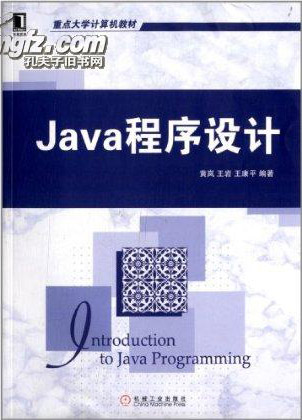 重点大学计算机教材
gfz.com
孔夫子旧书网
Java程序设计
黄岚 王岩 王康平 编著
Introduction
to Java Programming
机械工业出版社
China Machine Press